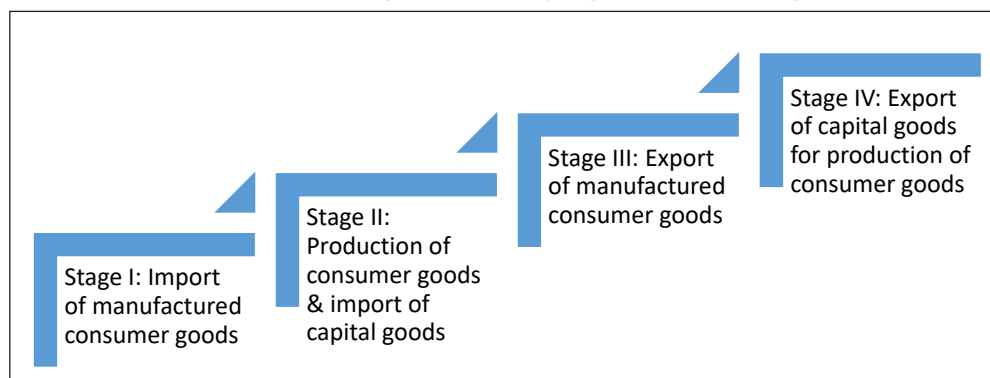 Stage I: Import
of manufactured
consumer goods
Stage II:
Production of
consumer goods
& import of
capital goods
Stage III: Export
of manufactured
consumer goods
Stage IV: Export
of capital goods
for production of
consumer goods